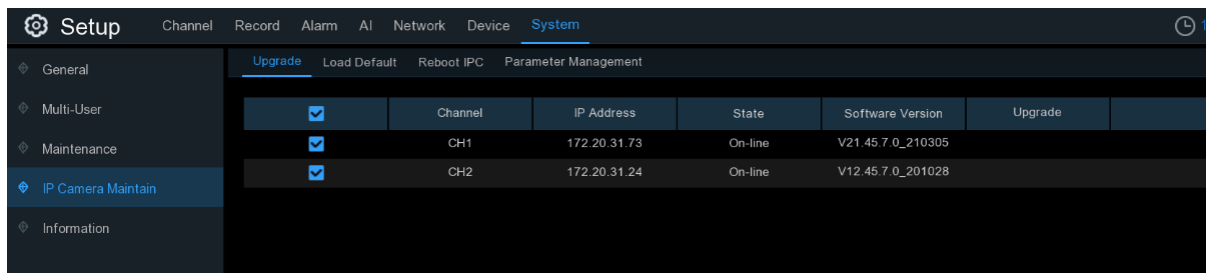 Setup Channel Record Alarm AI Network Device System
General
Multi-User
Maintenance
IP Camera Maintain
Information
Upgrade Load Default Reboot IPC Parameter Management
Channel IP Address State Software Version Upgrade
CH1 172.20.31.73 On-line V21.45.7.0_210305
CH2 172.20.31.24 On-line V12.45.7.0_201028